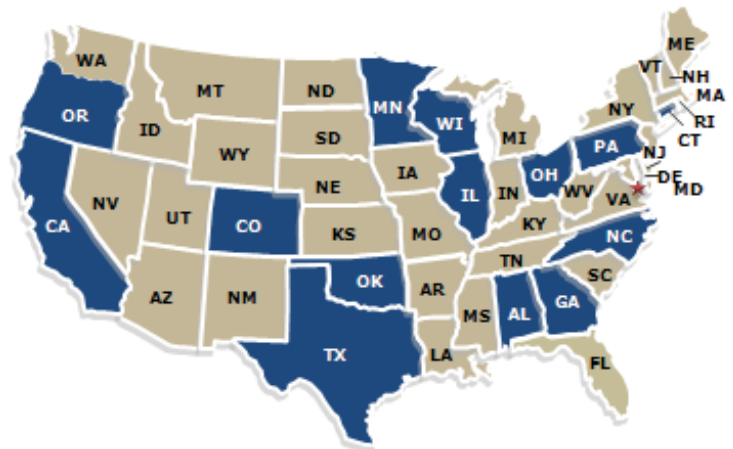 WA
MT
ND
MN
VT
ME
NH
MA
OR
ID
SD
WI
MI
NY
RI
CT
WY
IA
PA
NJ
NV
NE
IL
IN
OH
DE
MD
UT
CO
KS
MO
WV
VA
KY
CA
NC
AZ
NM
OK
AR
TN
SC
TX
MS
AL
GA
LA
FL